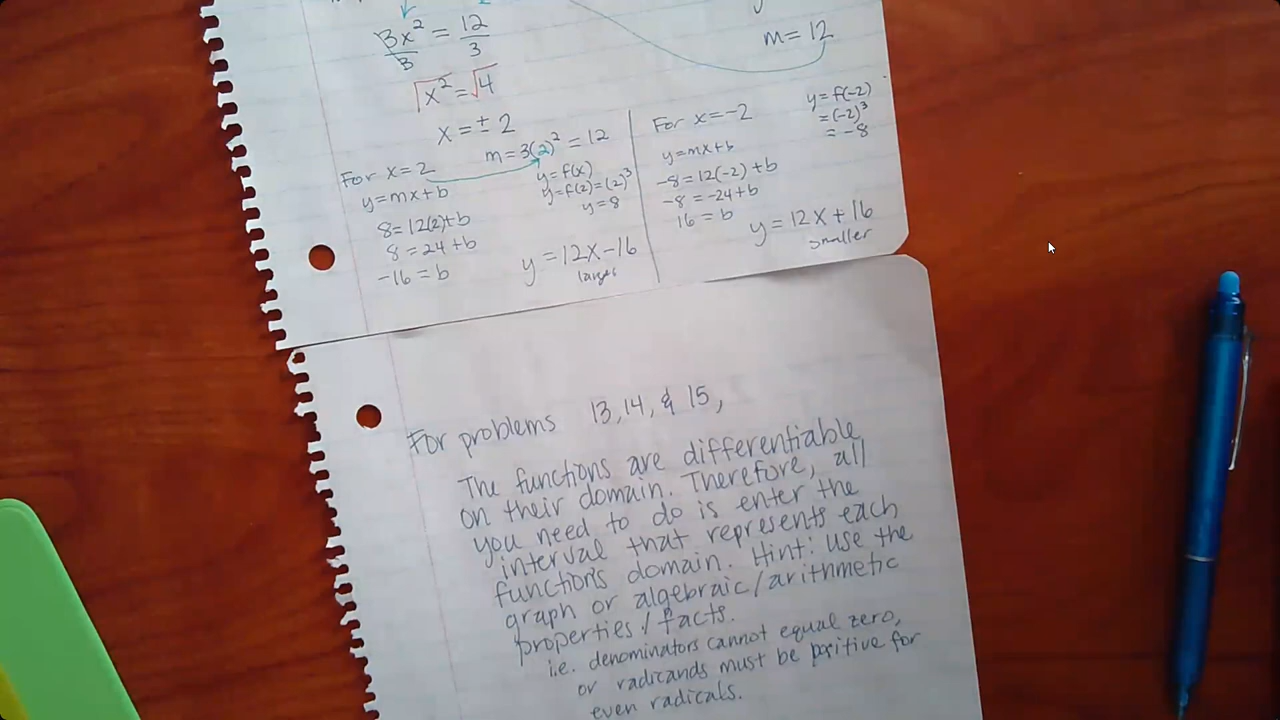 3x² = 12
3 3
√x² = √4
x = ± 2
m = 12
For x = 2
m = 3(2)² = 12
y = mx + b
y = f(x)
8 = 12(2) + b
y = f(2) = (2)³
y = 8
8 = 24 + b
-16 = b
y = 12x - 16
larger
For x = -2
y = f(-2)
= (-2)³
= -8
y = mx + b
-8 = 12(-2) + b
-8 = -24 + b
16 = b
y = 12x + 16
smaller
For problems 13, 14, & 15,
The functions are differentiable
on their domain. Therefore, all
you need to do is enter the
interval that represents each
function's domain. Hint: use the
graph or algebraic/arithmetic
properties/facts.
i.e. denominators cannot equal zero,
or radicands must be positive for
even radicals.